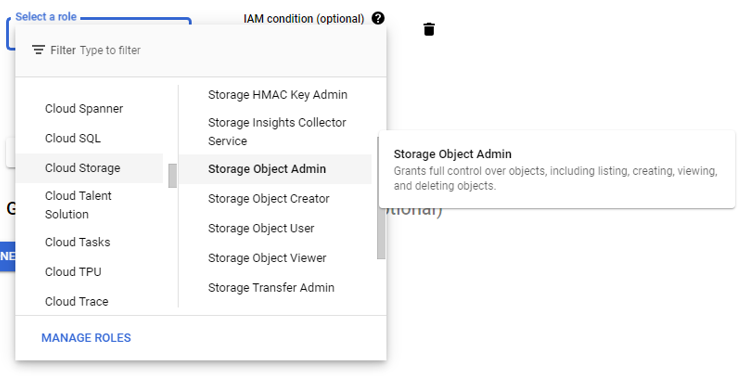 Select a role
IAM condition (optional)
Filter Type to filter
Cloud Spanner
Cloud SQL
Cloud Storage
Cloud Talent
Solution
Cloud Tasks
Cloud TPU
Cloud Trace
Storage HMAC Key Admin
Storage Insights Collector
Service
Storage Object Admin
Storage Object Creator
Storage Object User
Storage Object Viewer
Storage Transfer Admin
MANAGE ROLES
Storage Object Admin
Grants full control over objects, including listing, creating, viewing,
and deleting objects.